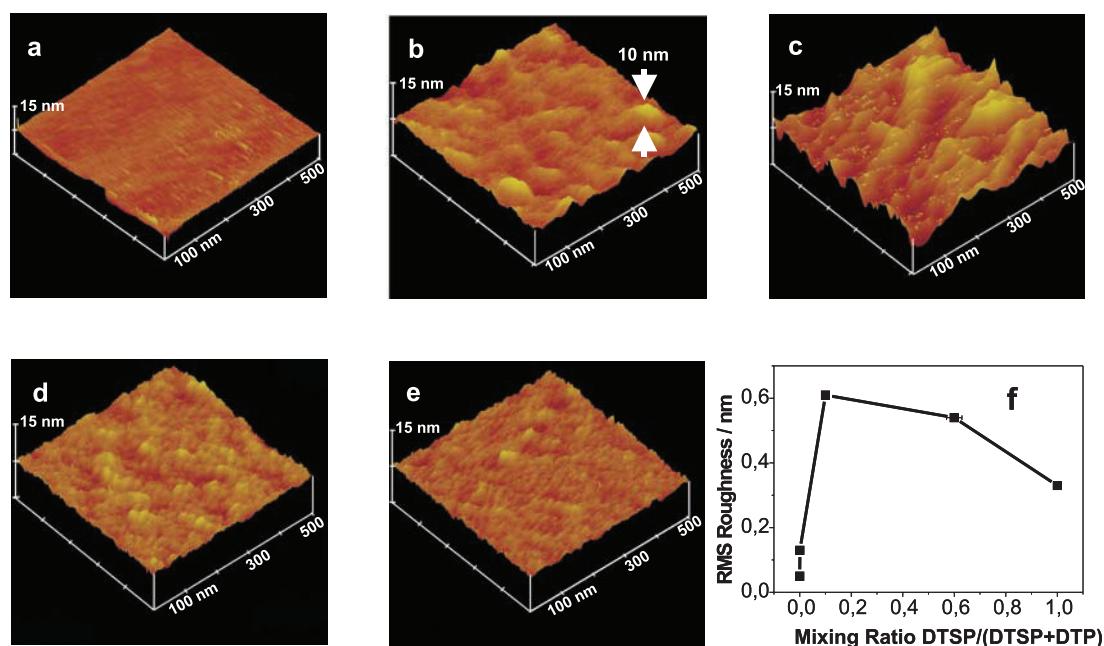 a
15 nm
100 nm
300
500
b
15 nm
10 nm
100 nm
300
500
c
15 nm
100 nm
300
500
d
15 nm
100 nm
300
500
e
15 nm
100 nm
300
500
f
RMS Roughness / nm
0,6
0,4
0,2
0,0
0,0 0,2 0,4 0,6 0,8 1,0
Mixing Ratio DTSP/(DTSP+DTP)